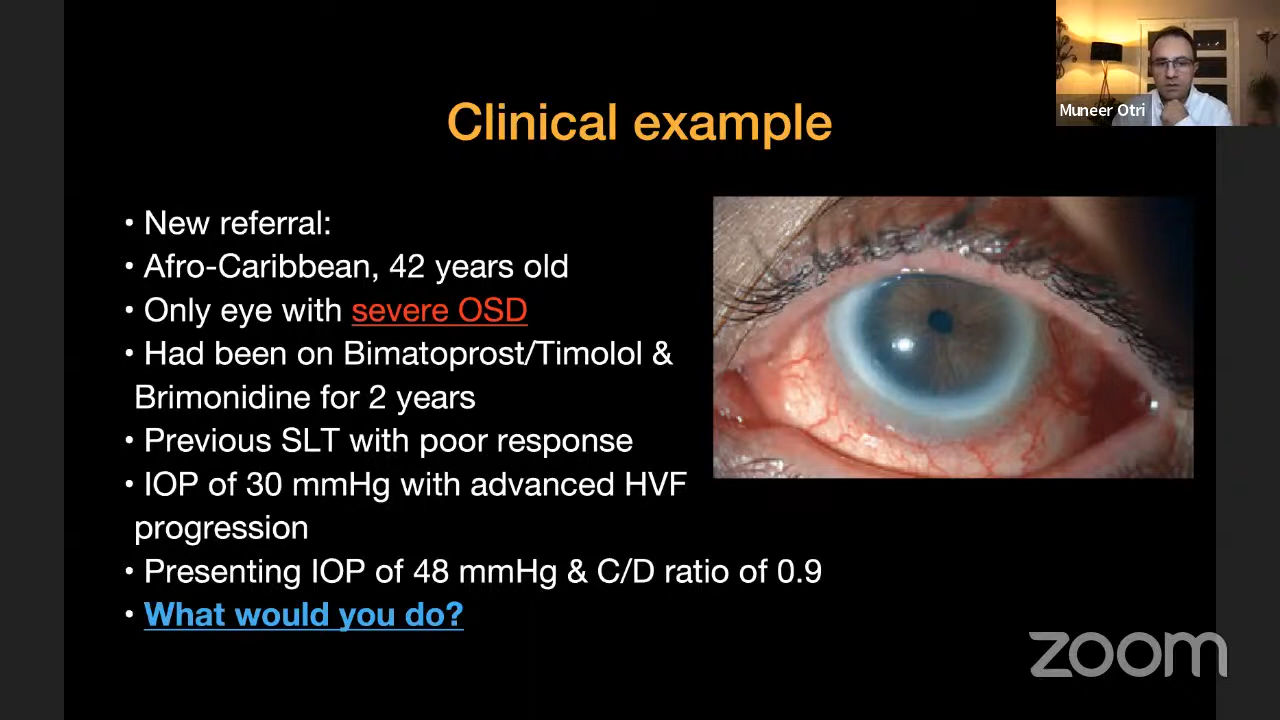 Muneer Otri
Clinical example
• New referral:
• Afro-Caribbean, 42 years old
• Only eye with severe OSD
• Had been on Bimatoprost/Timolol &
Brimonidine for 2 years
• Previous SLT with poor response
• IOP of 30 mmHg with advanced HVF
progression
• Presenting IOP of 48 mmHg & C/D ratio of 0.9
• What would you do?
zoom